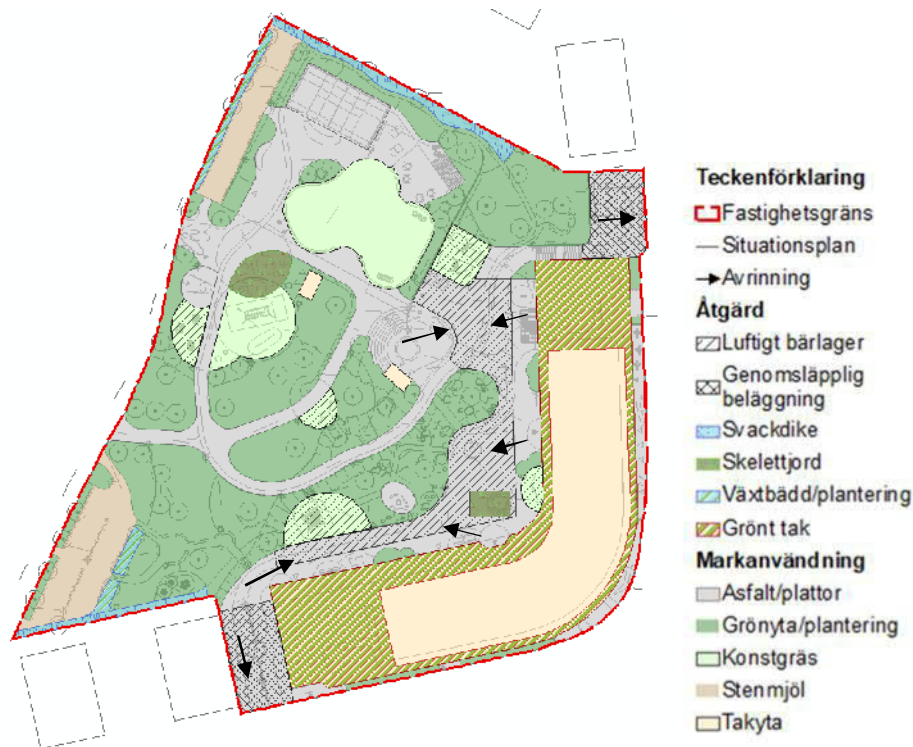 Teckenförklaring
Fastighetsgräns
Situationsplan
Avrinning
Åtgärd
Luftigt bärlager
Genomsläpplig
beläggning
Svackdike
Skelettjord
Växtbädd/plantering
Grönt tak
Markanvändning
Asfalt/plattor
Grönyta/plantering
Konstgräs
Stenmjöl
Takyta